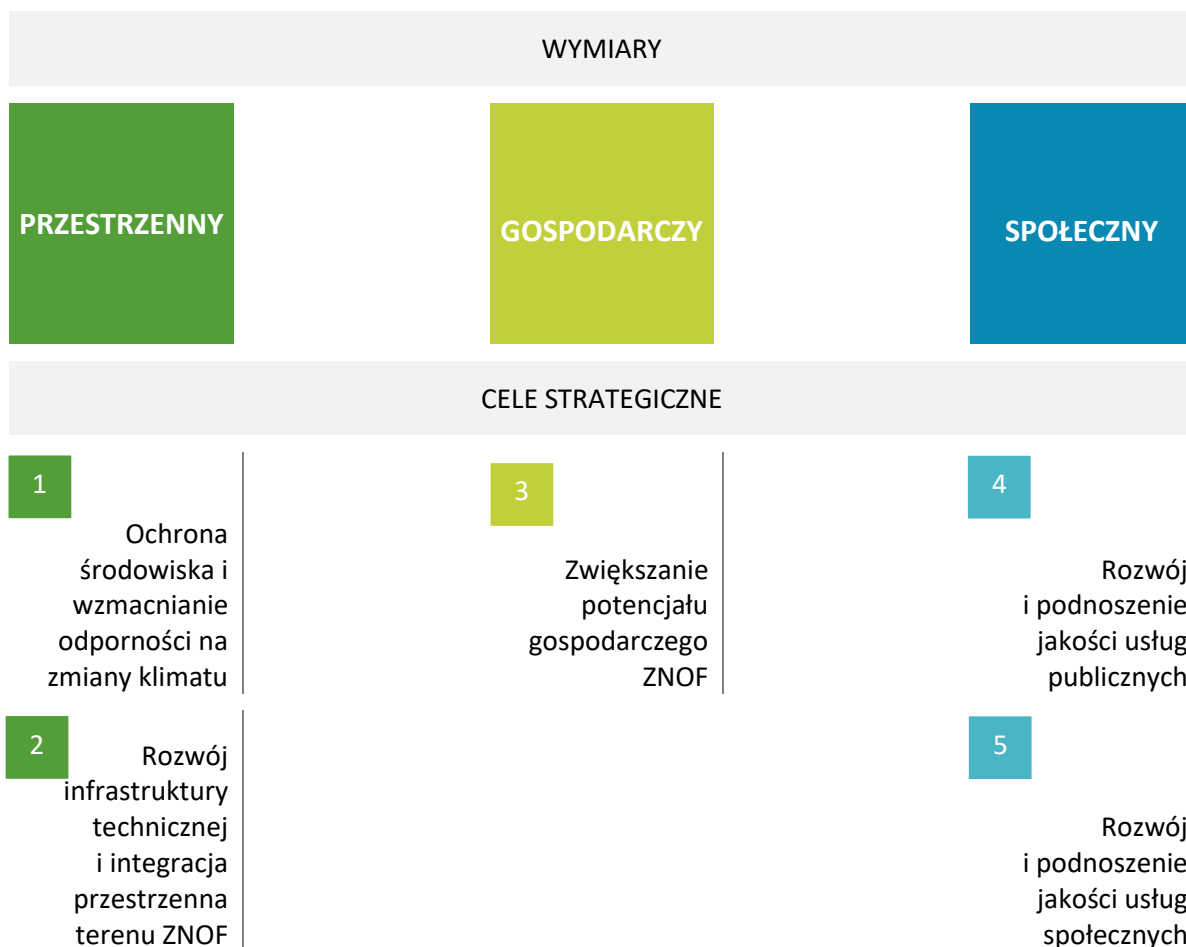 WYMIARY
PRZESTRZENNY
GOSPODARCZY
SPOŁECZNY
CELE STRATEGICZNE
1
Ochrona
środowiska i
wzmacnianie
odporności na
zmiany klimatu
2
Rozwój
infrastruktury
technicznej
i integracja
przestrzenna
terenu ZNOF
3
Zwiększanie
potencjału
gospodarczego
ZNOF
4
Rozwój
i podnoszenie
jakości usług
publicznych
5
Rozwój
i podnoszenie
jakości usług
społecznych